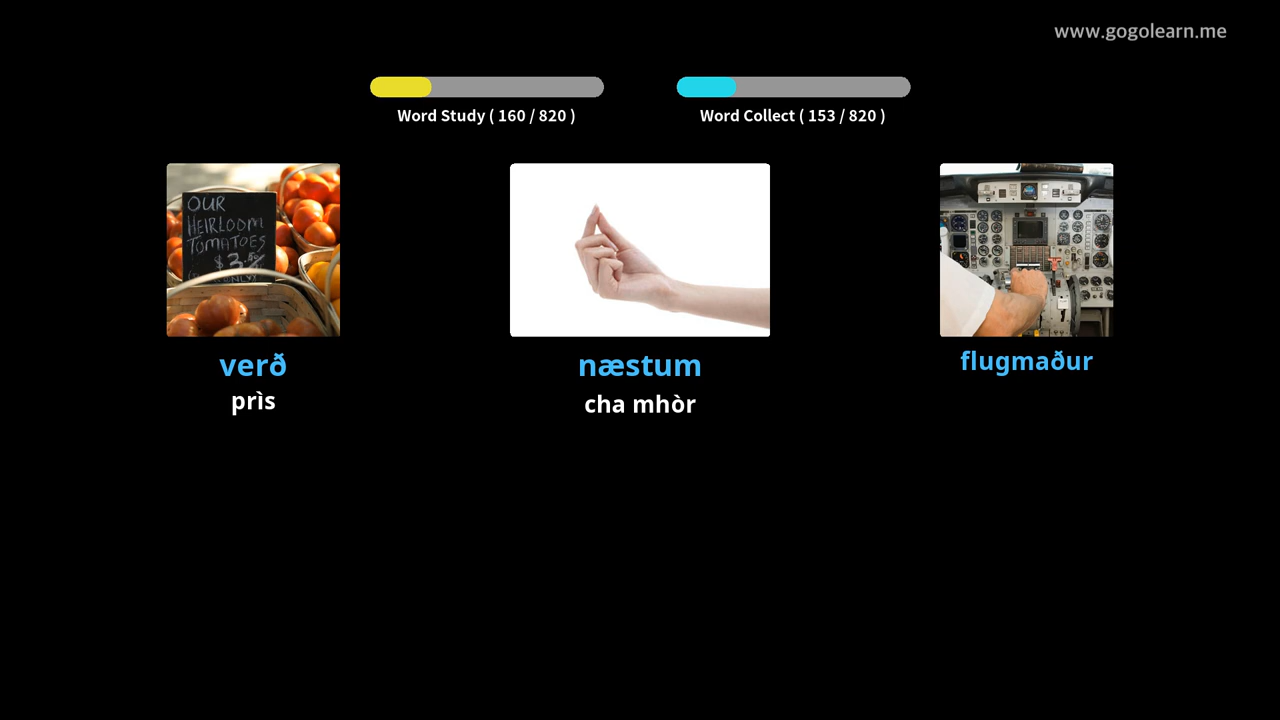 www.gogolearn.me
Word Study ( 160 / 820 )
Word Collect ( 153 / 820 )
OUR
HEIRLOOM
TOMATOES
verð
prìs
næstum
cha mhòr
flugmaður